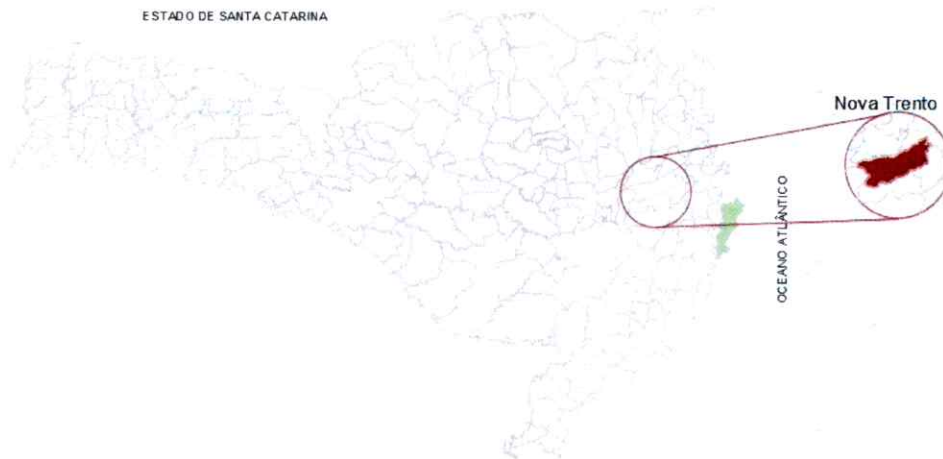 ESTADO DE SANTA CATARINA
Nova Trento
OCEANO ATLÂNTICO